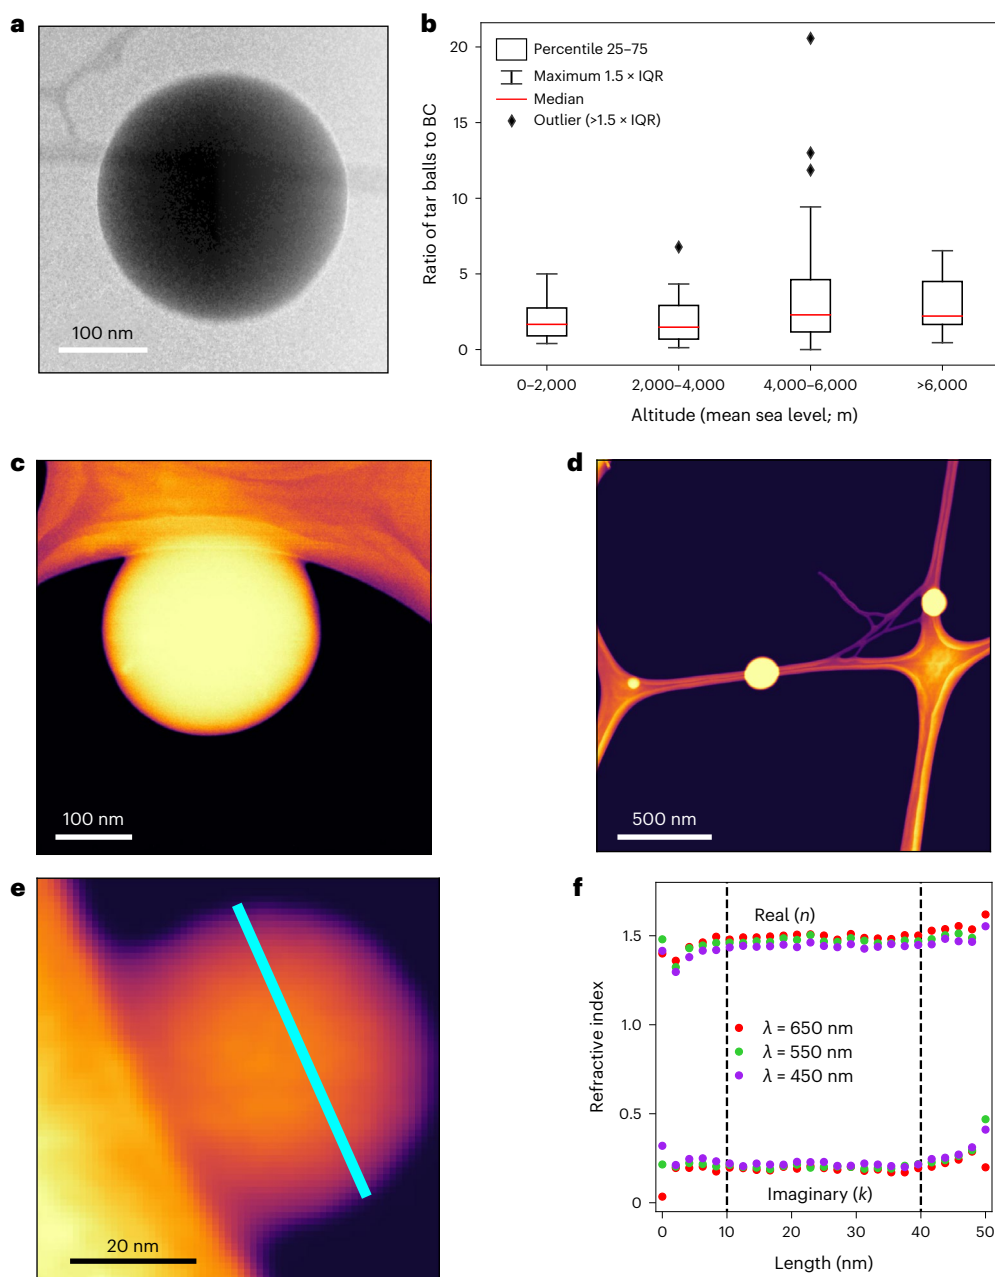 a
100 nm
b
Ratio of tar balls to BC
20
15
10
5
0
Percentile 25–75
Maximum 1.5 × IQR
Median
Outlier (>1.5 × IQR)
0–2,000
2,000–4,000
4,000–6,000
>6,000
Altitude (mean sea level; m)
c
100 nm
d
500 nm
e
20 nm
f
Refractive index
1.5
1.0
0.5
0
Real (n)
λ = 650 nm
λ = 550 nm
λ = 450 nm
Imaginary (k)
0
10
20
30
40
50
Length (nm)